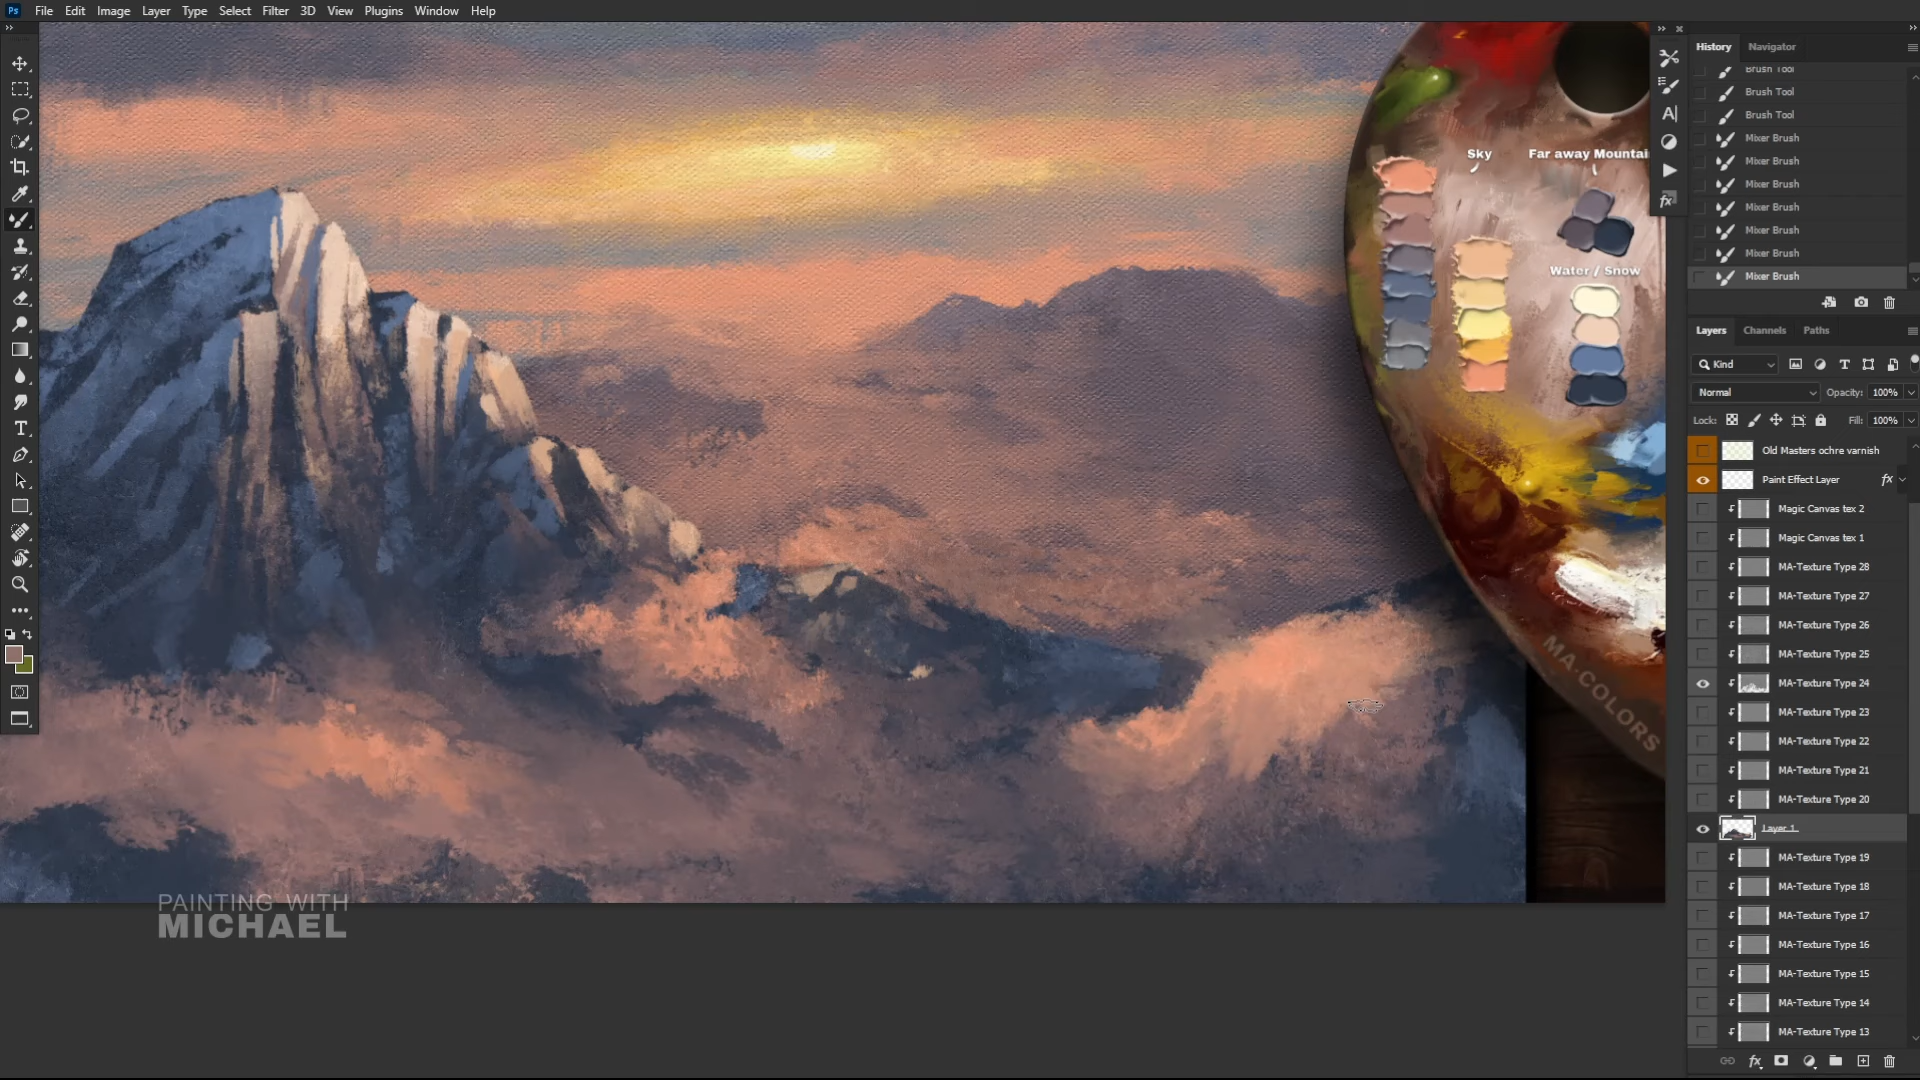 Ps File Edit Image Layer Type Select Filter 3D View Plugins Window Help
History Navigator
Brush Tool
Brush Tool
Brush Tool
Mixer Brush
Mixer Brush
Mixer Brush
Mixer Brush
Mixer Brush
Mixer Brush
Mixer Brush
Sky
Far away Mountai
Water / Snow
MA-COLORS
Layers Channels Paths
Kind
Normal Opacity: 100%
Lock: Fill: 100%
Old Masters ochre varnish
Paint Effect Layer fx
Magic Canvas tex 2
Magic Canvas tex 1
MA-Texture Type 28
MA-Texture Type 27
MA-Texture Type 26
MA-Texture Type 25
MA-Texture Type 24
MA-Texture Type 23
MA-Texture Type 22
MA-Texture Type 21
MA-Texture Type 20
Layer 1
MA-Texture Type 19
MA-Texture Type 18
MA-Texture Type 17
MA-Texture Type 16
MA-Texture Type 15
MA-Texture Type 14
MA-Texture Type 13
fx
PAINTING WITH
MICHAEL